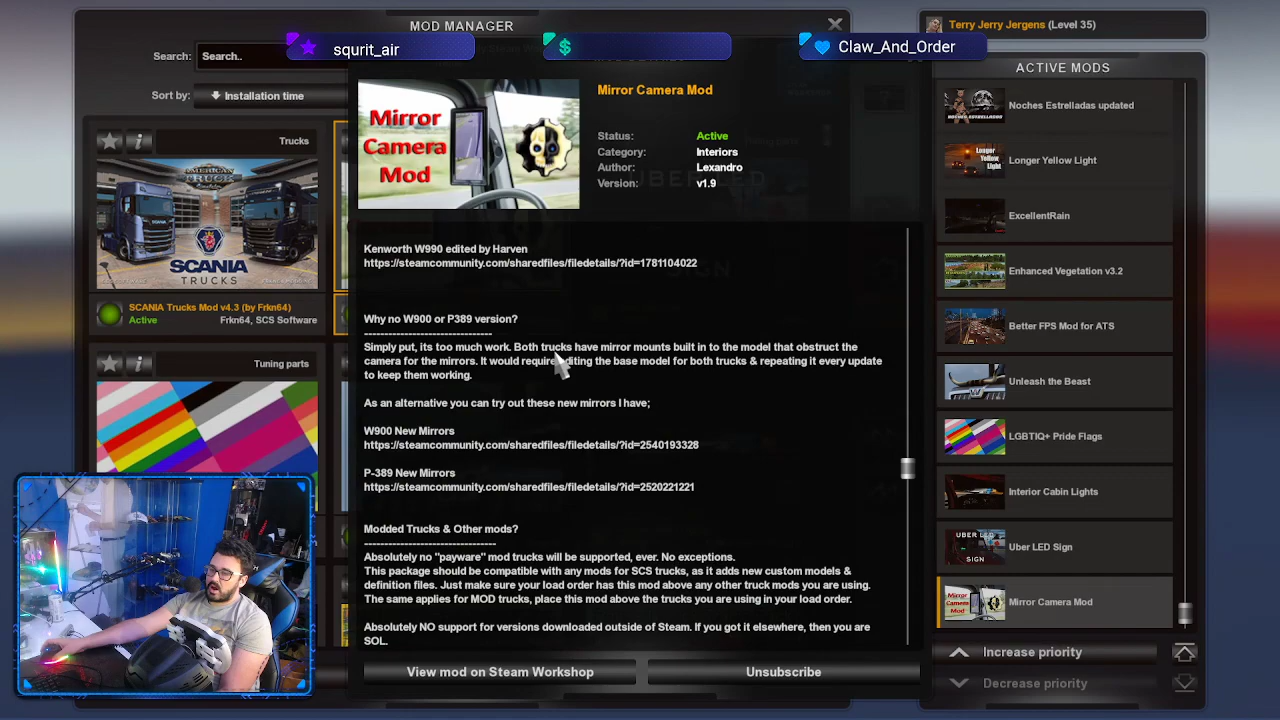 MOD MANAGER
Terry Jerry Jergens (Level 35)
squrit_air
$
Claw_And_Order
Search:
Search..
Sort by:
Installation time
Trucks
AMERICAN
SCANIA
TRUCKS
SCANIA Trucks Mod v4.3 (by Frkn64)
Active
Frkn64, SCS Software
Tuning parts
Mirror
Camera
Mod
Mirror Camera Mod
Status: Active
Category: Interiors
Author: Lexandro
Version: v1.9
Kenworth W990 edited by Harven
https://steamcommunity.com/sharedfiles/filedetails/?id=1781104022
Why no W900 or P389 version?
--------------------------------
Simply put, its too much work. Both trucks have mirror mounts built in to the model that obstruct the
camera for the mirrors. It would require editing the base model for both trucks & repeating it every update
to keep them working.
As an alternative you can try out these new mirrors I have;
W900 New Mirrors
https://steamcommunity.com/sharedfiles/filedetails/?id=2540193328
P-389 New Mirrors
https://steamcommunity.com/sharedfiles/filedetails/?id=2520221221
Modded Trucks & Other mods?
---------------------------------
Absolutely no "payware" mod trucks will be supported, ever. No exceptions.
This package should be compatible with any mods for SCS trucks, as it adds new custom models &
definition files. Just make sure your load order has this mod above any other truck mods you are using.
The same applies for MOD trucks, place this mod above the trucks you are using in your load order.
Absolutely NO support for versions downloaded outside of Steam. If you got it elsewhere, then you are
SOL.
View mod on Steam Workshop
Unsubscribe
ACTIVE MODS
Noches Estrelladas updated
Longer
Yellow
Light
Longer Yellow Light
ExcellentRain
Enhanced Vegetation v3.2
Better FPS Mod for ATS
Unleash the Beast
LGBTIQ+ Pride Flags
Interior Cabin Lights
UBER LED
SIGN
Uber LED Sign
Mirror
Camera
Mod
Mirror Camera Mod
Increase priority
Decrease priority